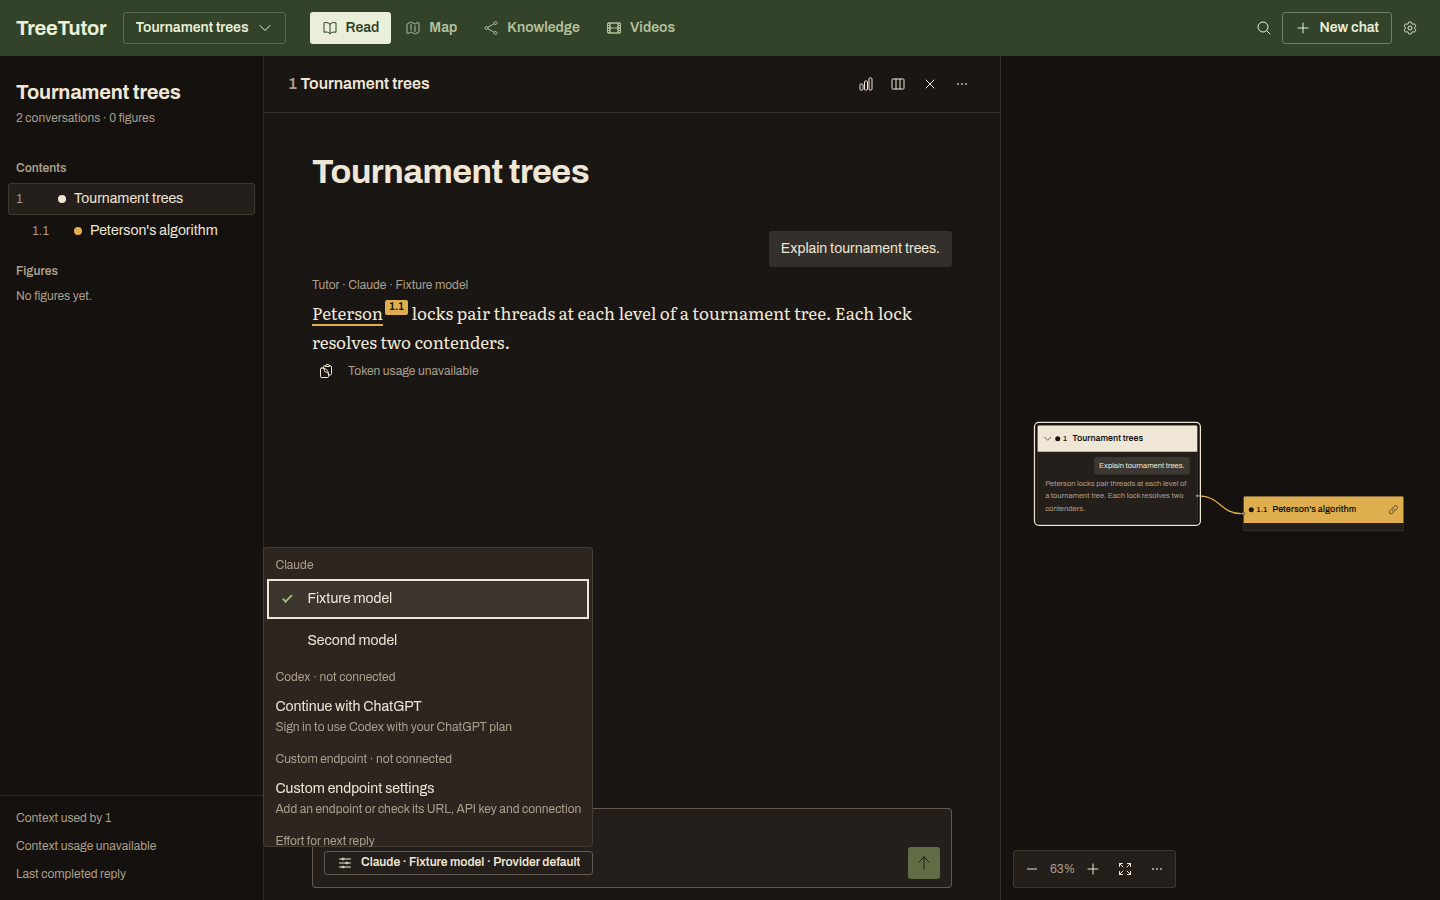 TreeTutor
Tournament trees
Read
Map
Knowledge
Videos
New chat
Tournament trees
2 conversations · 0 figures
Contents
1 Tournament trees
1.1 Peterson's algorithm
Figures
No figures yet.
Context used by 1
Context usage unavailable
Last completed reply
1 Tournament trees
Tournament trees
Explain tournament trees.
Tutor · Claude · Fixture model
Peterson 1.1 locks pair threads at each level of a tournament tree. Each lock
resolves two contenders.
Token usage unavailable
Claude
Fixture model
Second model
Codex · not connected
Continue with ChatGPT
Sign in to use Codex with your ChatGPT plan
Custom endpoint · not connected
Custom endpoint settings
Add an endpoint or check its URL, API key and connection
Effort for next reply
Claude · Fixture model · Provider default
1 Tournament trees
Explain tournament trees.
Peterson locks pair threads at each level of
a tournament tree. Each lock resolves two
contenders.
1.1 Peterson's algorithm
63%